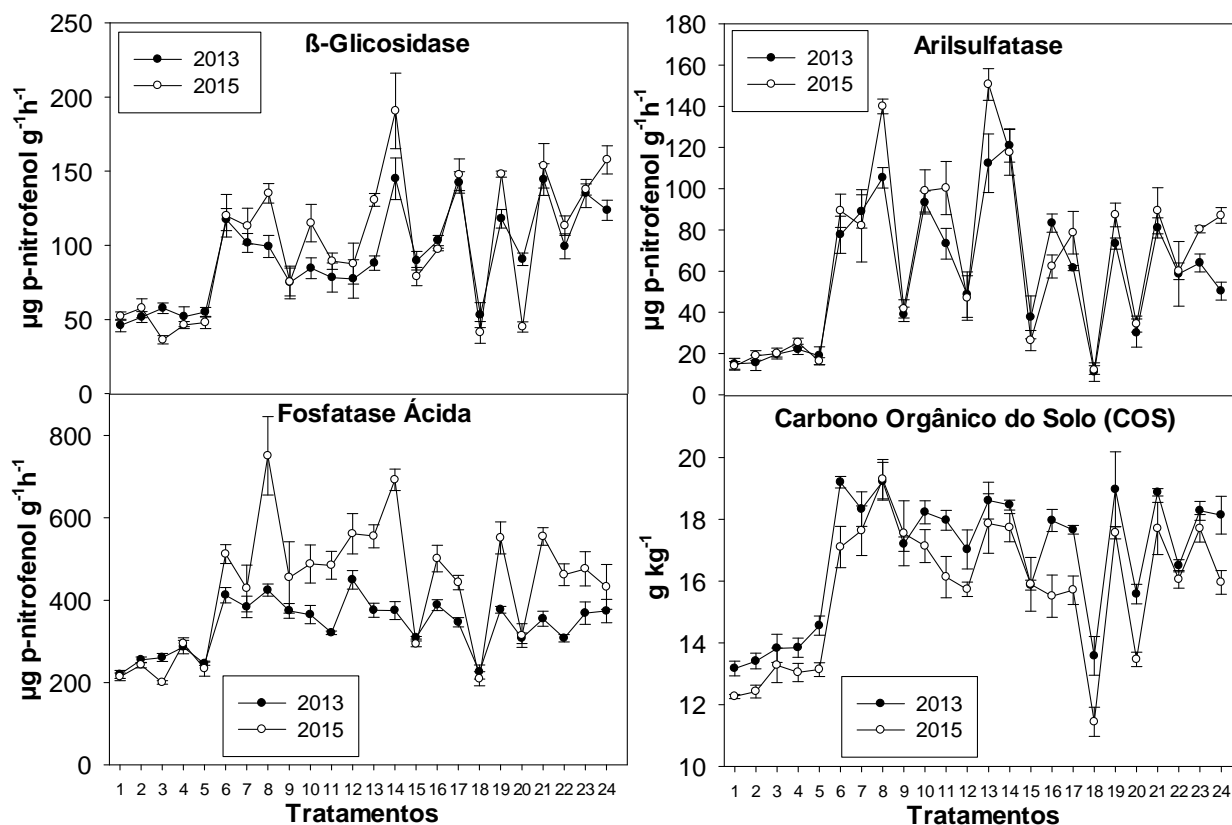 ß-Glicosidase
2013
2015
µg p-nitrofenol g-1h-1
250
200
150
100
50
0
Arilsulfatase
2013
2015
µg p-nitrofenol g-1h-1
180
160
140
120
100
80
60
40
20
0
Fosfatase Ácida
2013
2015
µg p-nitrofenol g-1h-1
800
600
400
200
0
1 2 3 4 5 6 7 8 9 10 11 12 13 14 15 16 17 18 19 20 21 22 23 24
Tratamentos
Carbono Orgânico do Solo (COS)
2013
2015
g kg-1
20
18
16
14
12
10
1 2 3 4 5 6 7 8 9 10 11 12 13 14 15 16 17 18 19 20 21 22 23 24
Tratamentos